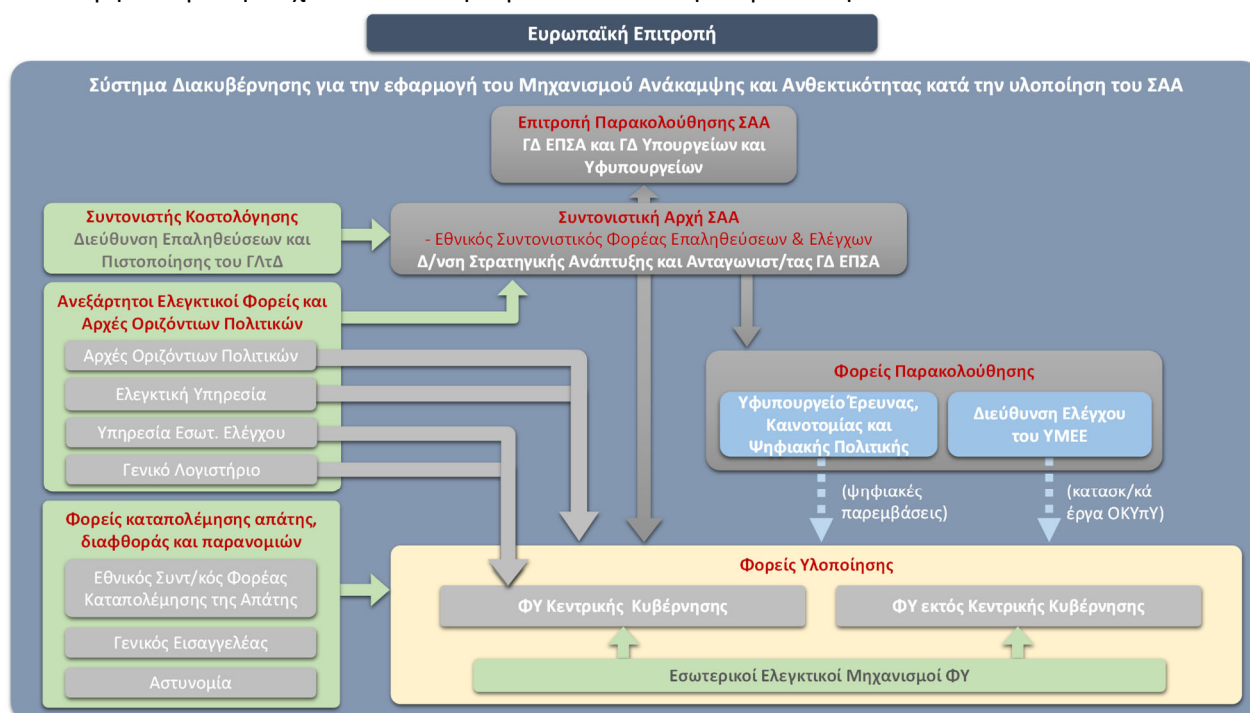 Ευρωπαϊκή Επιτροπή
Σύστημα Διακυβέρνησης για την εφαρμογή του Μηχανισμού Ανάκαμψης και Ανθεκτικότητας κατά την υλοποίηση του ΣΑΑ
Επιτροπή Παρακολούθησης ΣΑΑ
ΓΔ ΕΠΣΑ και ΓΔ Υπουργείων και
Υφυπουργείων
Συντονιστής Κοστολόγησης
Διεύθυνση Επαληθεύσεων και
Πιστοποίησης του ΓΛτΔ
Συντονιστική Αρχή ΣΑΑ
- Εθνικός Συντονιστικός Φορέας Επαληθεύσεων & Ελέγχων
Δ/νση Στρατηγικής Ανάπτυξης και Ανταγωνιστ/τας ΓΔ ΕΠΣΑ
Ανεξάρτητοι Ελεγκτικοί Φορείς και
Αρχές Οριζόντιων Πολιτικών
Αρχές Οριζόντιων Πολιτικών
Ελεγκτική Υπηρεσία
Υπηρεσία Εσωτ. Ελέγχου
Γενικό Λογιστήριο
Φορείς Παρακολούθησης
Υφυπουργείο Έρευνας,
Καινοτομίας και
Ψηφιακής Πολιτικής
Διεύθυνση Ελέγχου
του ΥΜΕΕ
(ψηφιακές
παρεμβάσεις)
(κατασκ/κά
έργα ΟΚΥπΥ)
Φορείς καταπολέμησης απάτης,
διαφθοράς και παρανομιών
Εθνικός Συντ/κός Φορέας
Καταπολέμησης της Απάτης
Γενικός Εισαγγελέας
Αστυνομία
Φορείς Υλοποίησης
ΦΥ Κεντρικής Κυβέρνησης
ΦΥ εκτός Κεντρικής Κυβέρνησης
Εσωτερικοί Ελεγκτικοί Μηχανισμοί ΦΥ